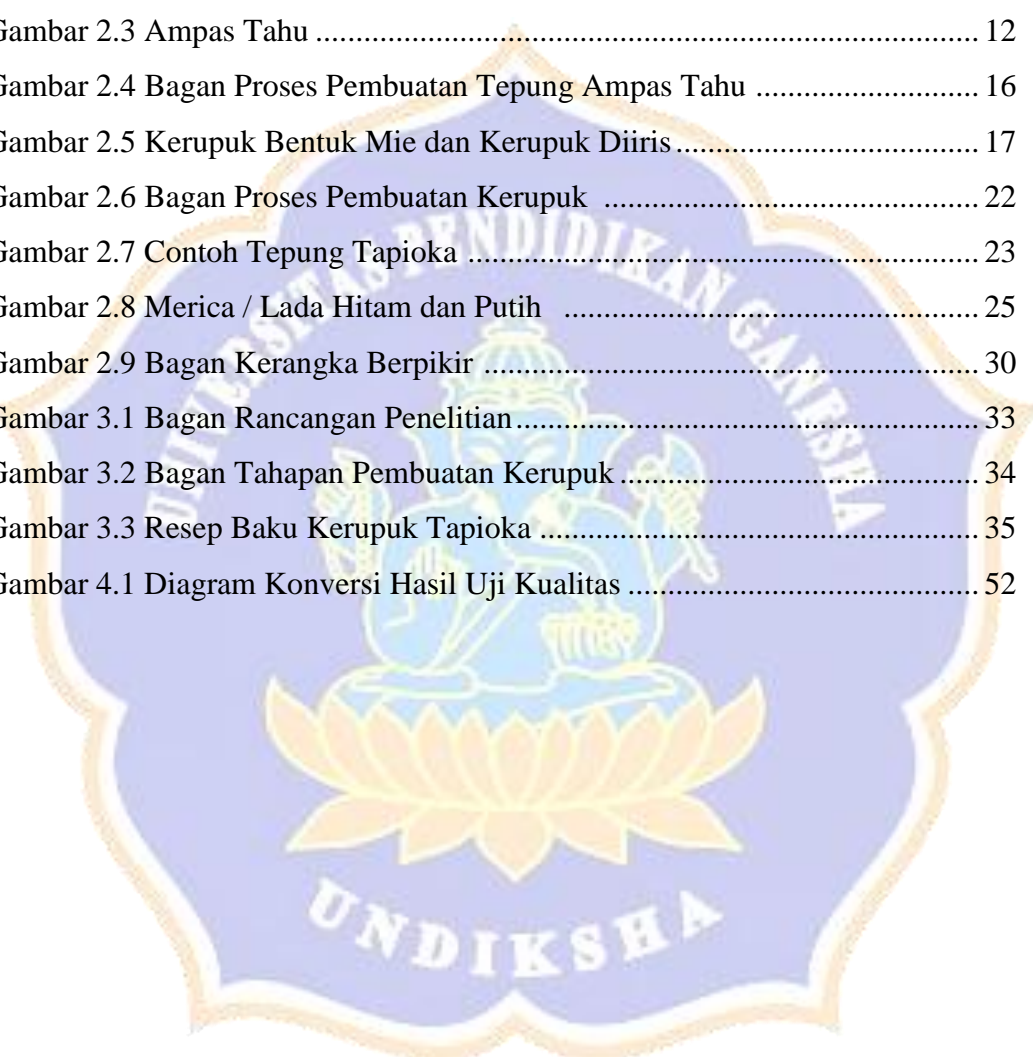 Gambar 2.3 Ampas Tahu ................................................................................... 12
Gambar 2.4 Bagan Proses Pembuatan Tepung Ampas Tahu ............................ 16
Gambar 2.5 Kerupuk Bentuk Mie dan Kerupuk Diiris ...................................... 17
Gambar 2.6 Bagan Proses Pembuatan Kerupuk ............................................... 22
Gambar 2.7 Contoh Tepung Tapioka ................................................................ 23
Gambar 2.8 Merica / Lada Hitam dan Putih .................................................... 25
Gambar 2.9 Bagan Kerangka Berpikir .............................................................. 30
Gambar 3.1 Bagan Rancangan Penelitian .......................................................... 33
Gambar 3.2 Bagan Tahapan Pembuatan Kerupuk ............................................. 34
Gambar 3.3 Resep Baku Kerupuk Tapioka ....................................................... 35
Gambar 4.1 Diagram Konversi Hasil Uji Kualitas ............................................ 52
UNIVERSITAS PENDIDIKAN GANESHA
UNDIKSHA